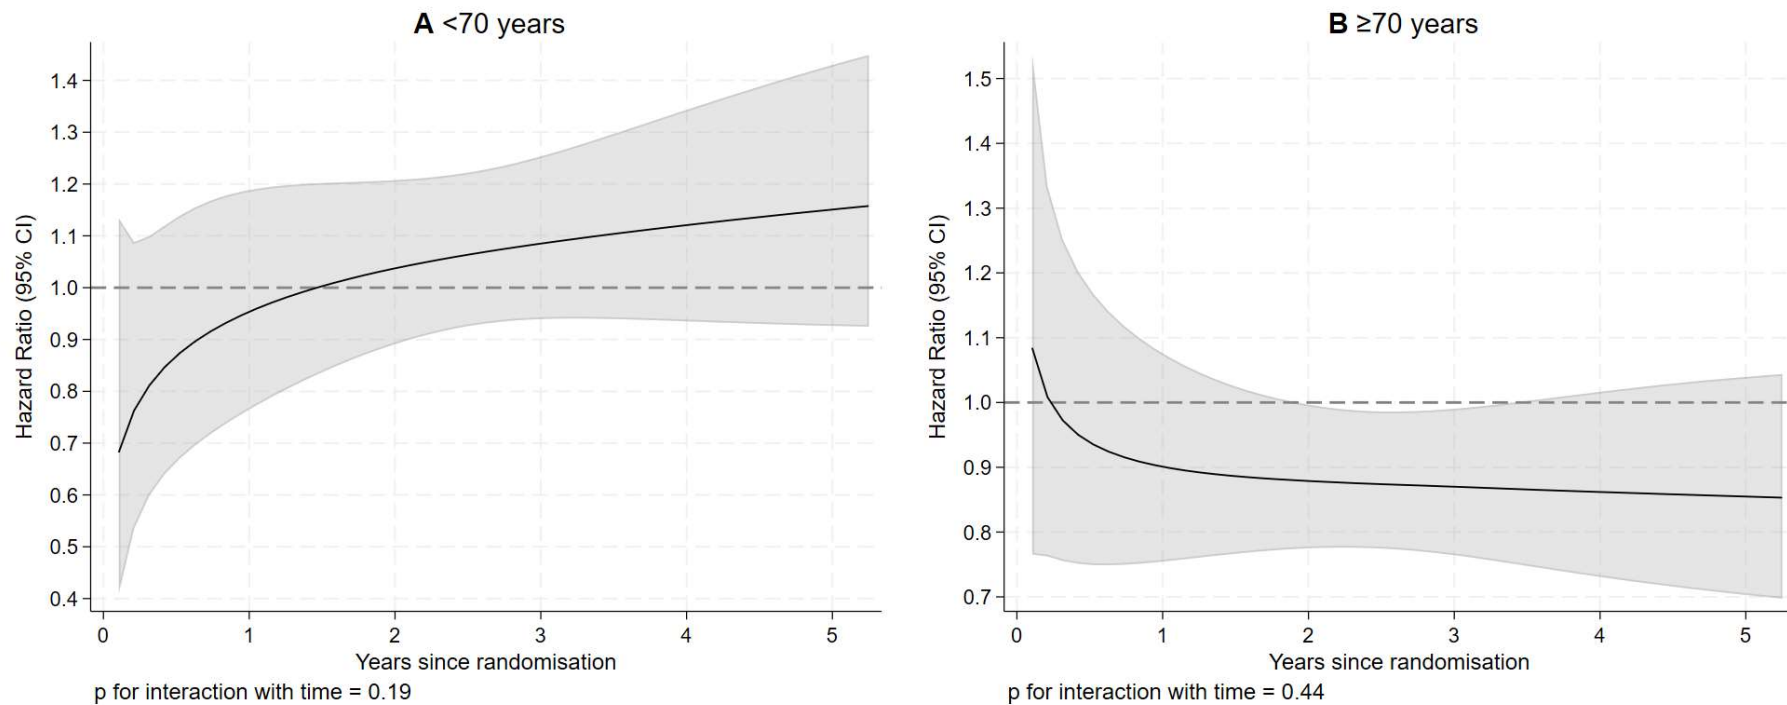 A <70 years
Hazard Ratio (95% CI)
1.4
1.3
1.2
1.1
1.0
0.9
0.8
0.7
0.6
0.5
0.4
0 1 2 3 4 5
Years since randomisation
p for interaction with time = 0.19
B ≥70 years
Hazard Ratio (95% CI)
1.5
1.4
1.3
1.2
1.1
1.0
0.9
0.8
0.7
0 1 2 3 4 5
Years since randomisation
p for interaction with time = 0.44